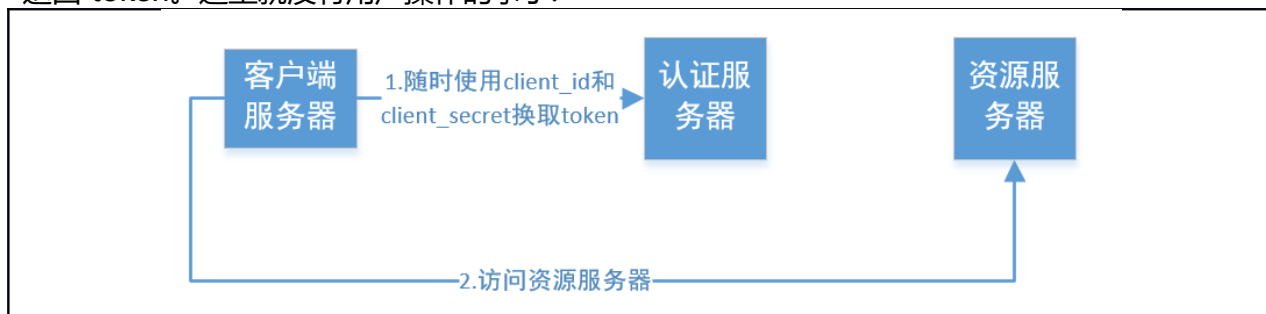 客户端
服务器
1.随时使用client_id和
client_secret换取token
认证服
务器
资源服
务器
2.访问资源服务器